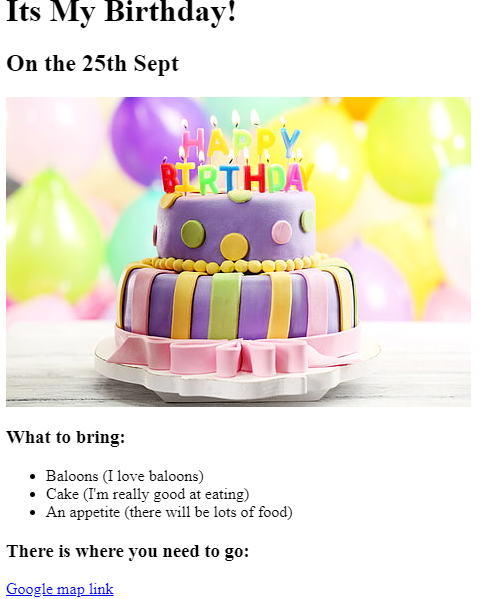 Its My Birthday!
On the 25th Sept
HAPPY
BIRTHDAY
What to bring:
Baloons (I love baloons)
Cake (I'm really good at eating)
An appetite (there will be lots of food)
There is where you need to go:
Google map link